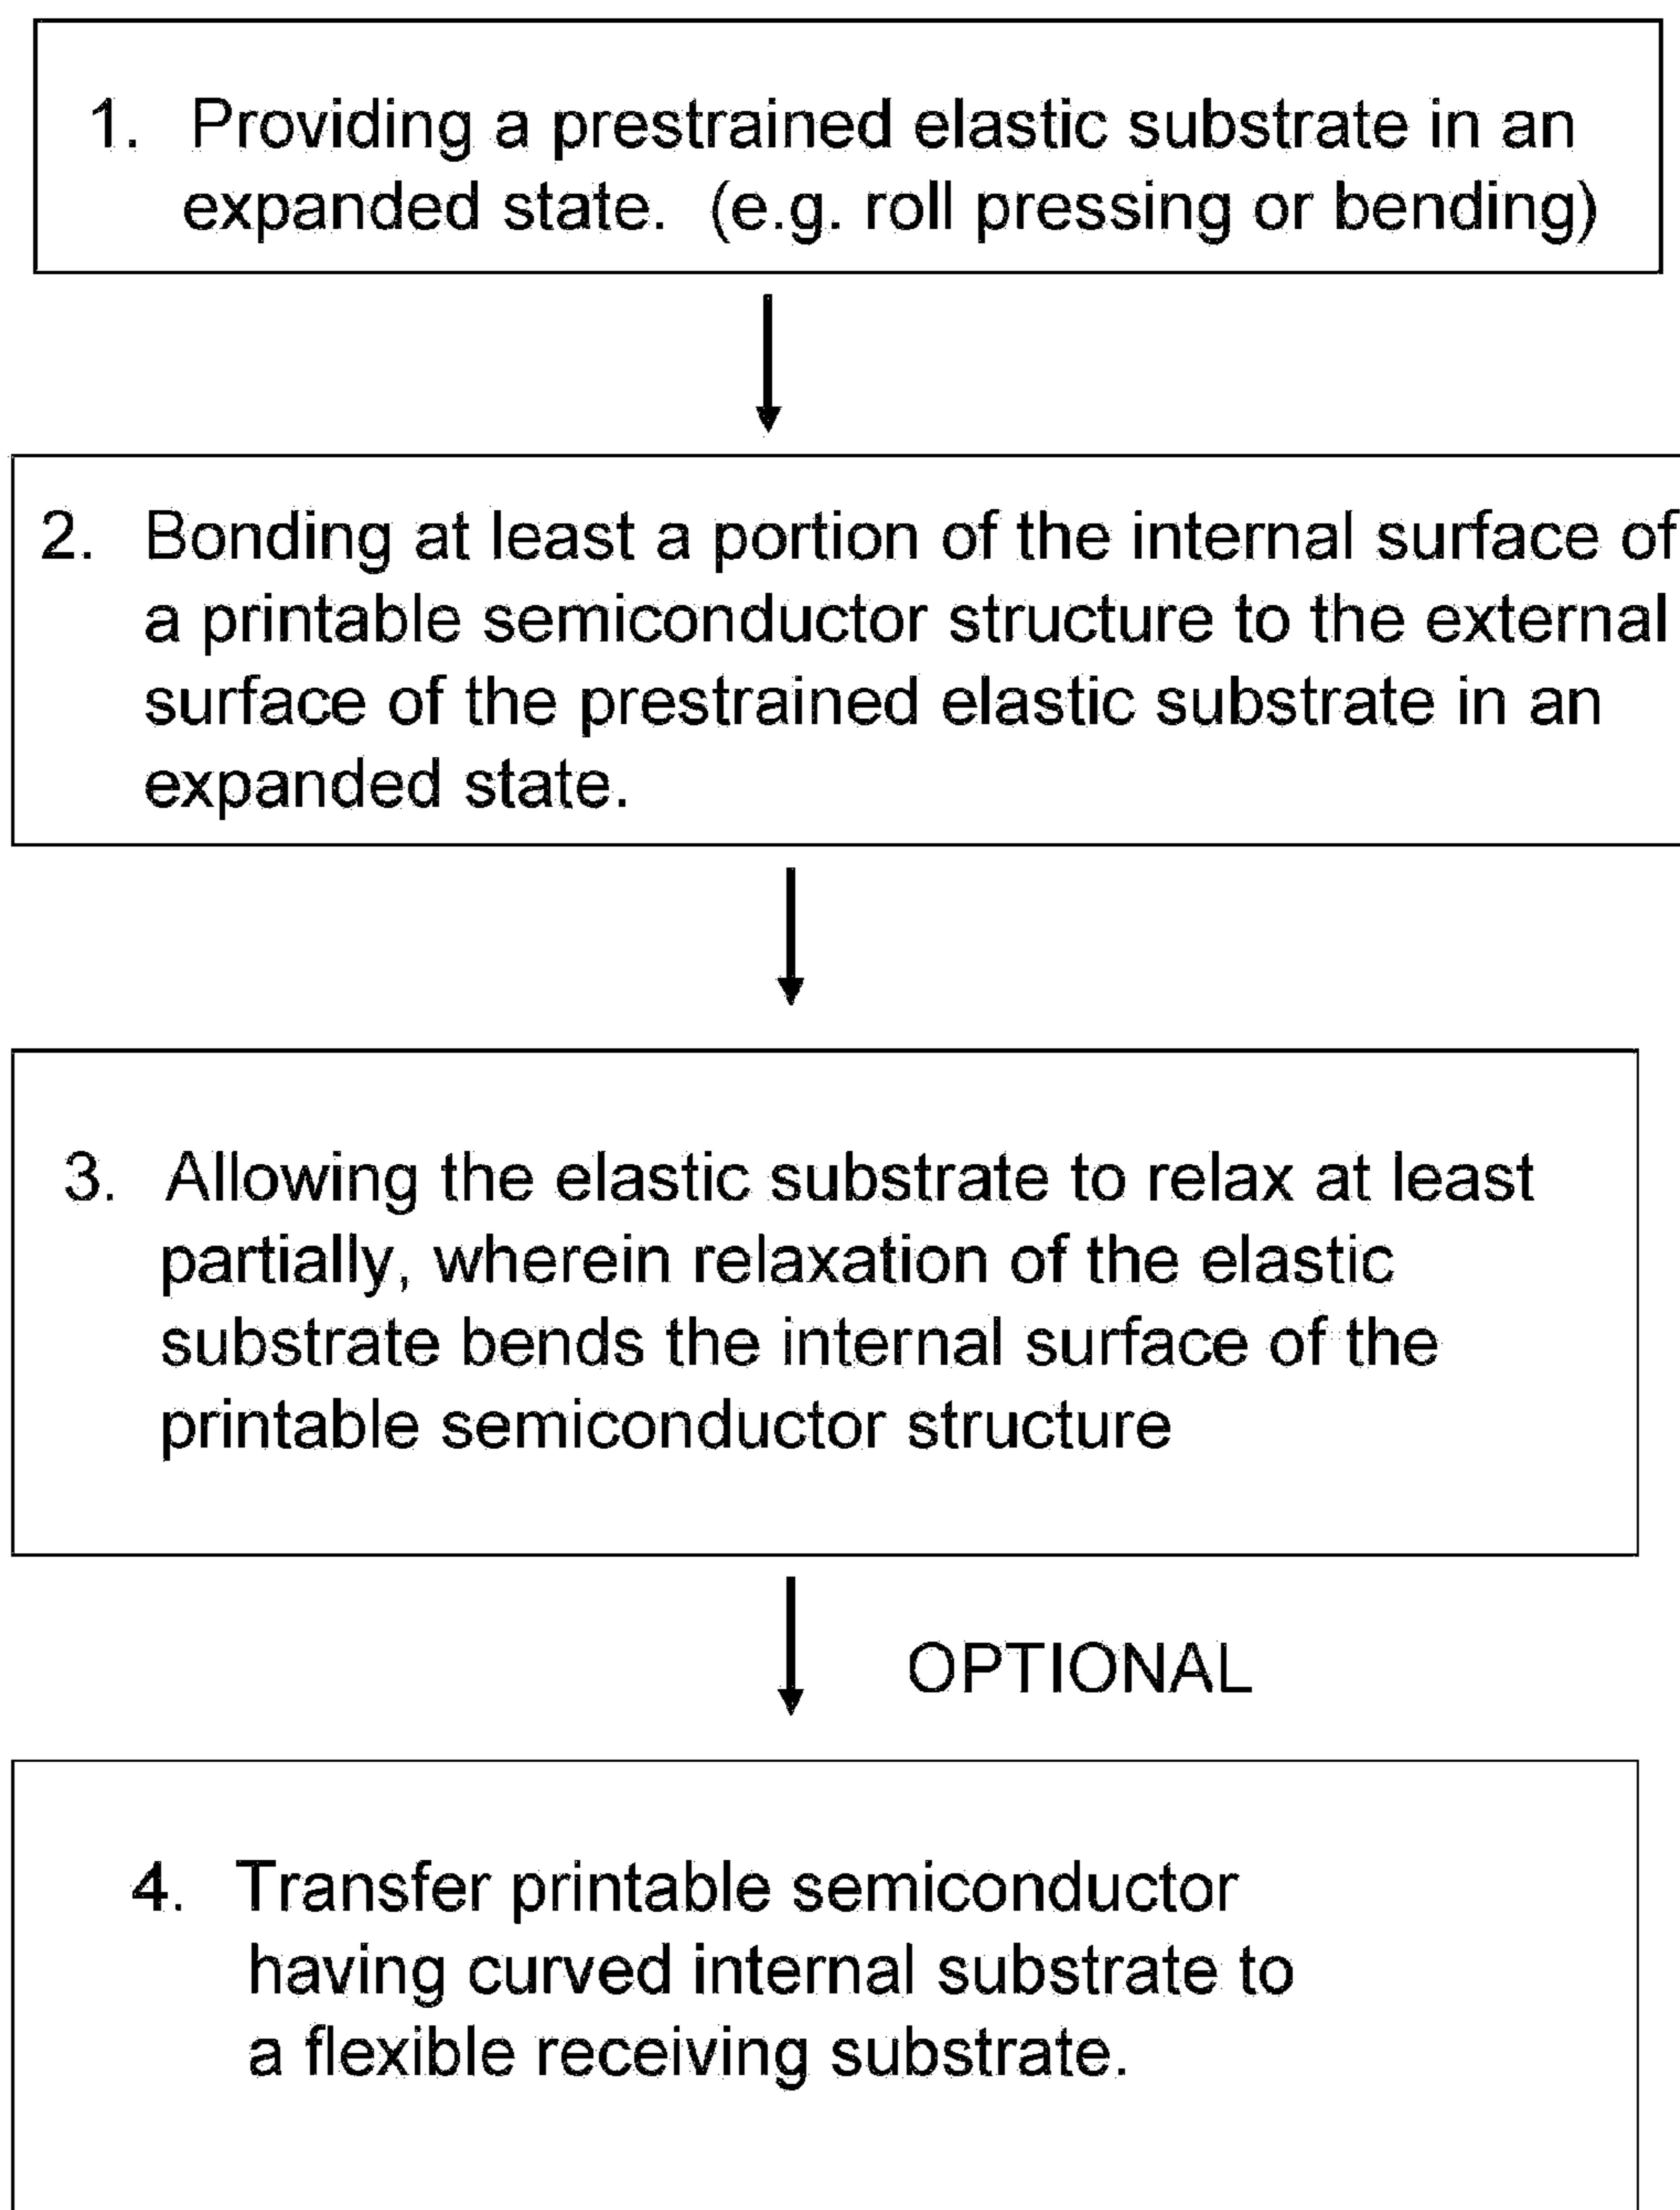 1. Providing a prestrained elastic substrate in an
expanded state. (e.g. roll pressing or bending)
2. Bonding at least a portion of the internal surface of
a printable semiconductor structure to the external
surface of the prestrained elastic substrate in an
expanded state.
3. Allowing the elastic substrate to relax at least
partially, wherein relaxation of the elastic
substrate bends the internal surface of the
printable semiconductor structure
OPTIONAL
4. Transfer printable semiconductor
having curved internal substrate to
a flexible receiving substrate.